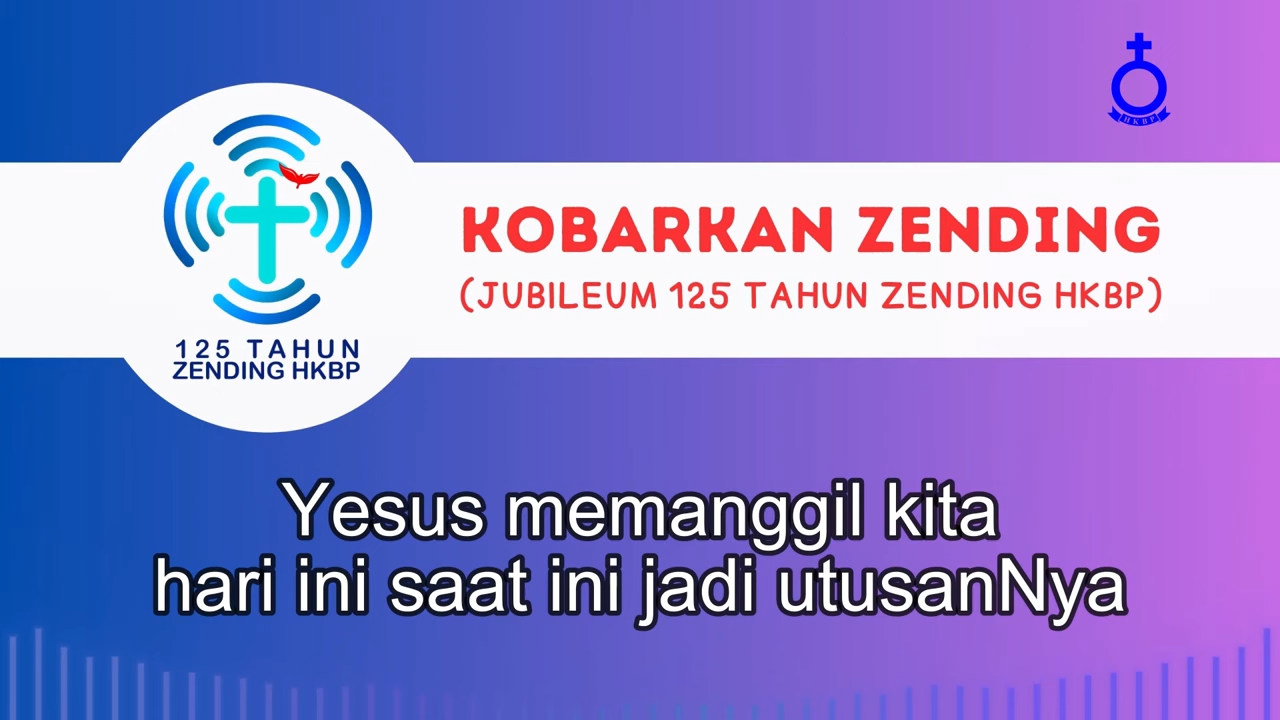 HKBP
KOBARKAN ZENDING
(JUBILEUM 125 TAHUN ZENDING HKBP)
125 TAHUN
ZENDING HKBP
Yesus memanggil kita
hari ini saat ini jadi utusanNya